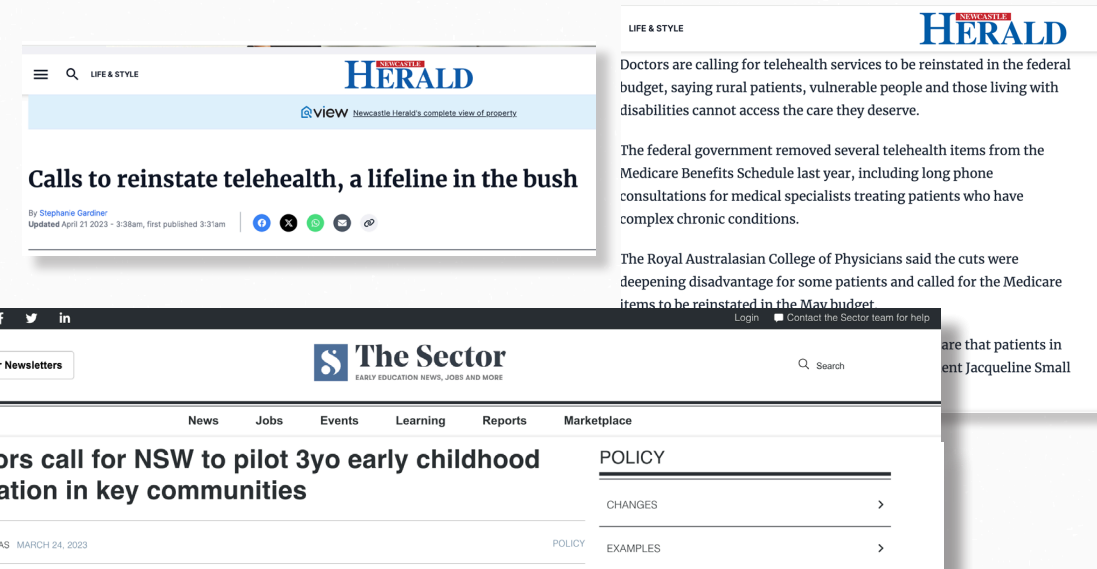 LIFE & STYLE
NEWCASTLE
HERALD
view Newcastle Herald's complete view of property
Calls to reinstate telehealth, a lifeline in the bush
By Stephanie Gardiner
Updated April 21 2023 - 3:38am, first published 3:31am
LIFE & STYLE
NEWCASTLE
HERALD
Doctors are calling for telehealth services to be reinstated in the federal
budget, saying rural patients, vulnerable people and those living with
disabilities cannot access the care they deserve.
The federal government removed several telehealth items from the
Medicare Benefits Schedule last year, including long phone
consultations for medical specialists treating patients who have
complex chronic conditions.
The Royal Australasian College of Physicians said the cuts were
deepening disadvantage for some patients and called for the Medicare
items to be reinstated in the May budget.
are that patients in
ent Jacqueline Small
in
Login Contact the Sector team for help
r Newsletters
The Sector
EARLY EDUCATION NEWS, JOBS AND MORE
Search
News Jobs Events Learning Reports Marketplace
ors call for NSW to pilot 3yo early childhood
ation in key communities
AS MARCH 24, 2023
POLICY
POLICY
CHANGES
EXAMPLES